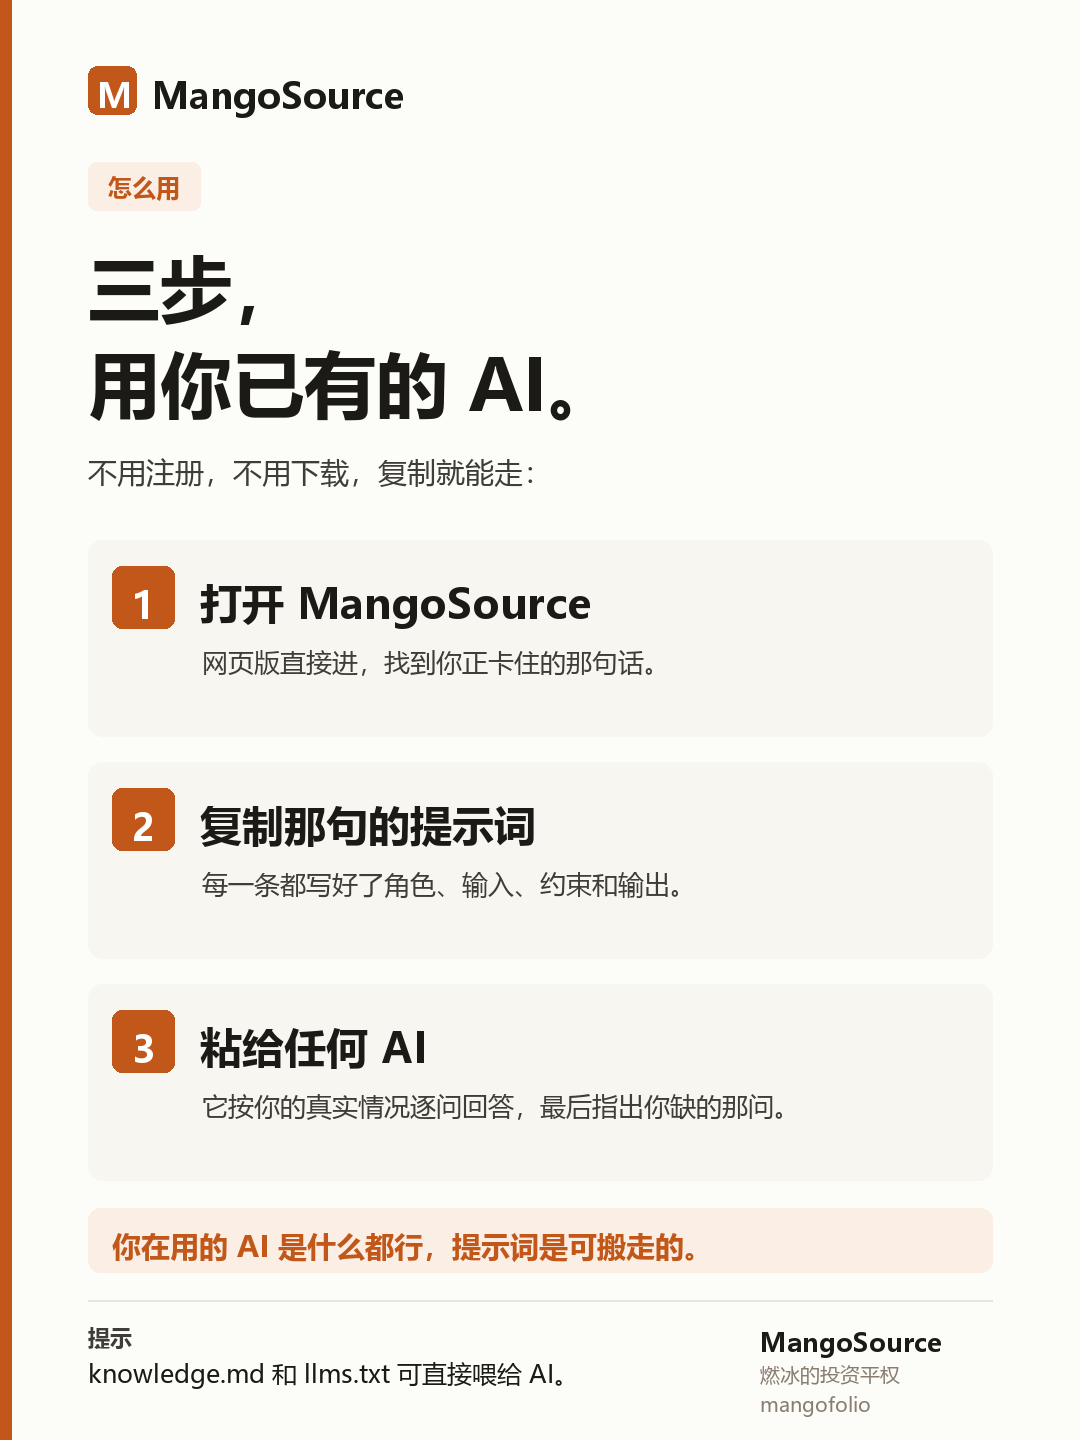 M MangoSource
怎么用
三步，
用你已有的 AI。
不用注册，不用下载，复制就能走：
1 打开 MangoSource
网页版直接进，找到你正卡住的那句话。
2 复制那句的提示词
每一条都写好了角色、输入、约束和输出。
3 粘给任何 AI
它按你的真实情况逐问回答，最后指出你缺的那问。
你在用的 AI 是什么都行，提示词是可搬走的。
提示
knowledge.md 和 llms.txt 可直接喂给 AI。
MangoSource
燃冰的投资平权
mangofolio